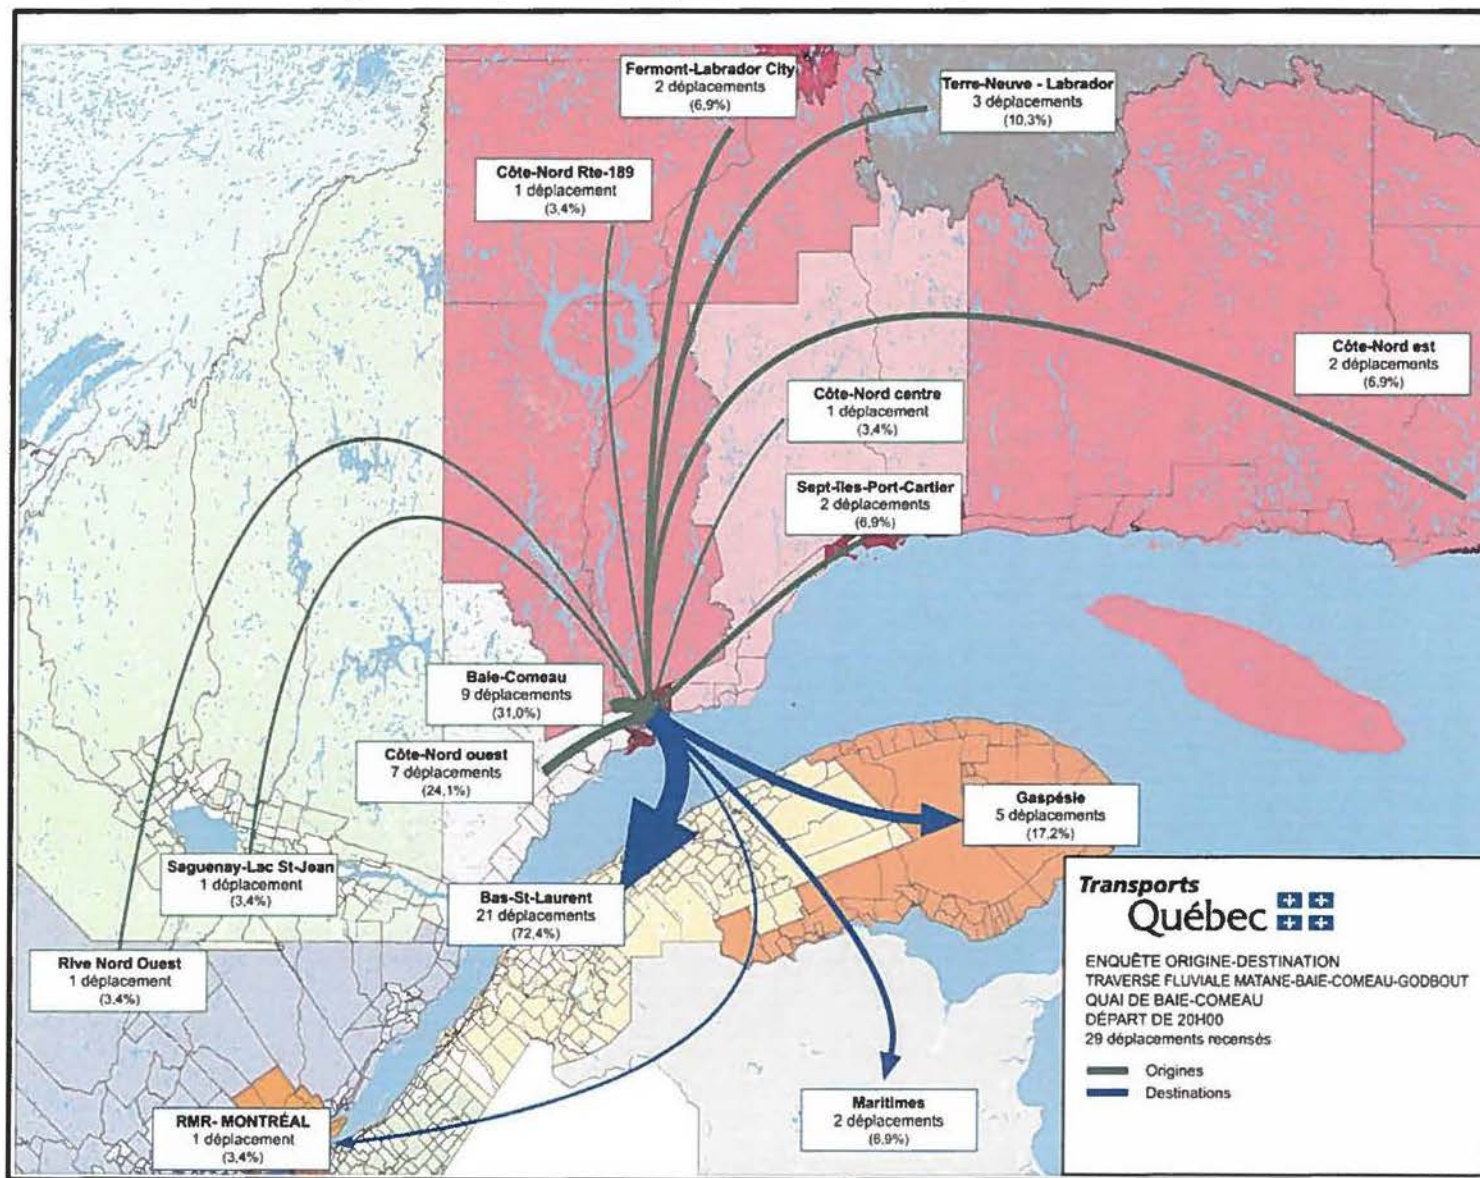 Fermont-Labrador City
2 déplacements
(6,9%)
Terre-Neuve - Labrador
3 déplacements
(10,3%)
Côte-Nord Rte-189
1 déplacement
(3,4%)
Côte-Nord est
2 déplacements
(6,9%)
Côte-Nord centre
1 déplacement
(3,4%)
Sept-îles-Port-Cartier
2 déplacements
(6,9%)
Baie-Comeau
9 déplacements
(31,0%)
Côte-Nord ouest
7 déplacements
(24,1%)
Gaspésie
5 déplacements
(17,2%)
Saguenay-Lac St-Jean
1 déplacement
(3,4%)
Bas-St-Laurent
21 déplacements
(72,4%)
Rive Nord Ouest
1 déplacement
(3,4%)
RMR- MONTRÉAL
1 déplacement
(3,4%)
Maritimes
2 déplacements
(6,9%)
Transports
Québec
ENQUÊTE ORIGINE-DESTINATION
TRAVERSE FLUVIALE MATANE-BAIE-COMEAU-GODBOUT
QUAI DE BAIE-COMEAU
DÉPART DE 20H00
29 déplacements recensés
Origines
Destinations